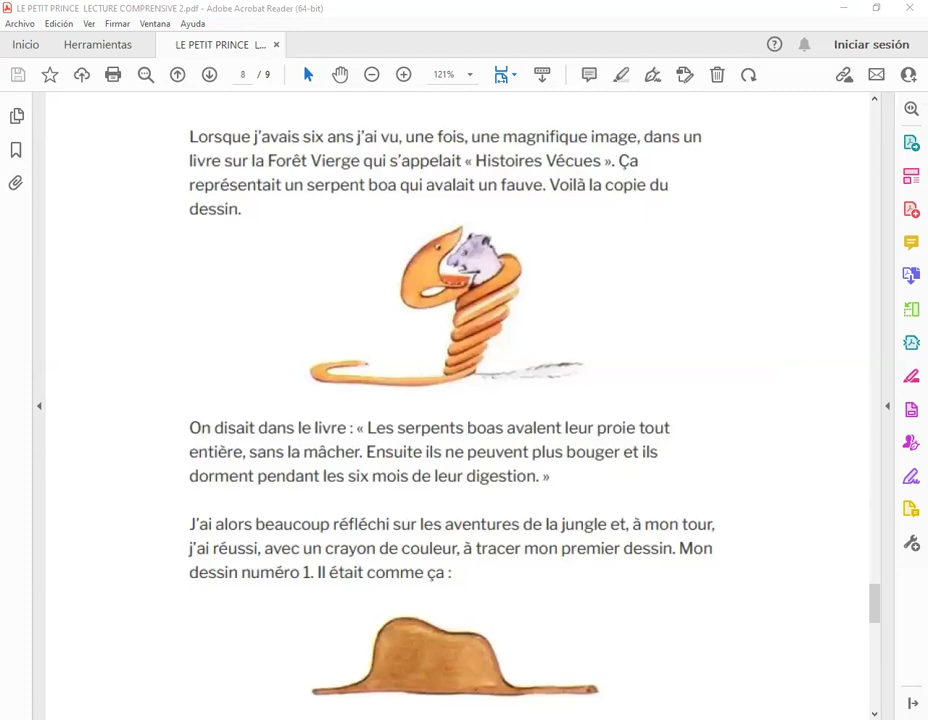 LE PETIT PRINCE LECTURE COMPRENSIVE 2.pdf - Adobe Acrobat Reader (64-bit)
Archivo Edición Ver Firmar Ventana Ayuda
Inicio Herramientas LE PETIT PRINCE L... × Iniciar sesión
8 / 9 121%
Lorsque j'avais six ans j'ai vu, une fois, une magnifique image, dans un
livre sur la Forêt Vierge qui s'appelait « Histoires Vécues ». Ça
représentait un serpent boa qui avalait un fauve. Voilà la copie du
dessin.
On disait dans le livre : « Les serpents boas avalent leur proie tout
entière, sans la mâcher. Ensuite ils ne peuvent plus bouger et ils
dorment pendant les six mois de leur digestion. »
J'ai alors beaucoup réfléchi sur les aventures de la jungle et, à mon tour,
j'ai réussi, avec un crayon de couleur, à tracer mon premier dessin. Mon
dessin numéro 1. Il était comme ça :